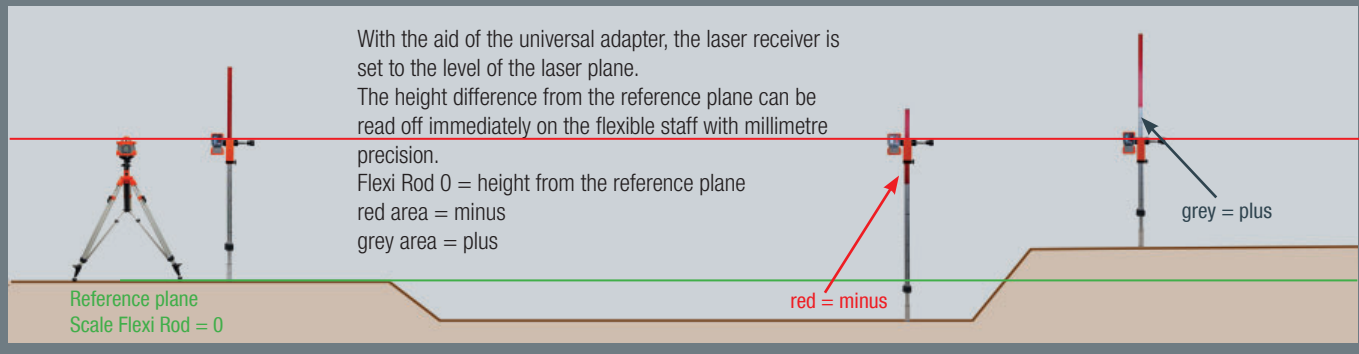 With the aid of the universal adapter, the laser receiver is
set to the level of the laser plane.
The height difference from the reference plane can be
read off immediately on the flexible staff with millimetre
precision.
Flexi Rod 0 = height from the reference plane
red area = minus
grey area = plus
grey = plus
red = minus
Reference plane
Scale Flexi Rod = 0